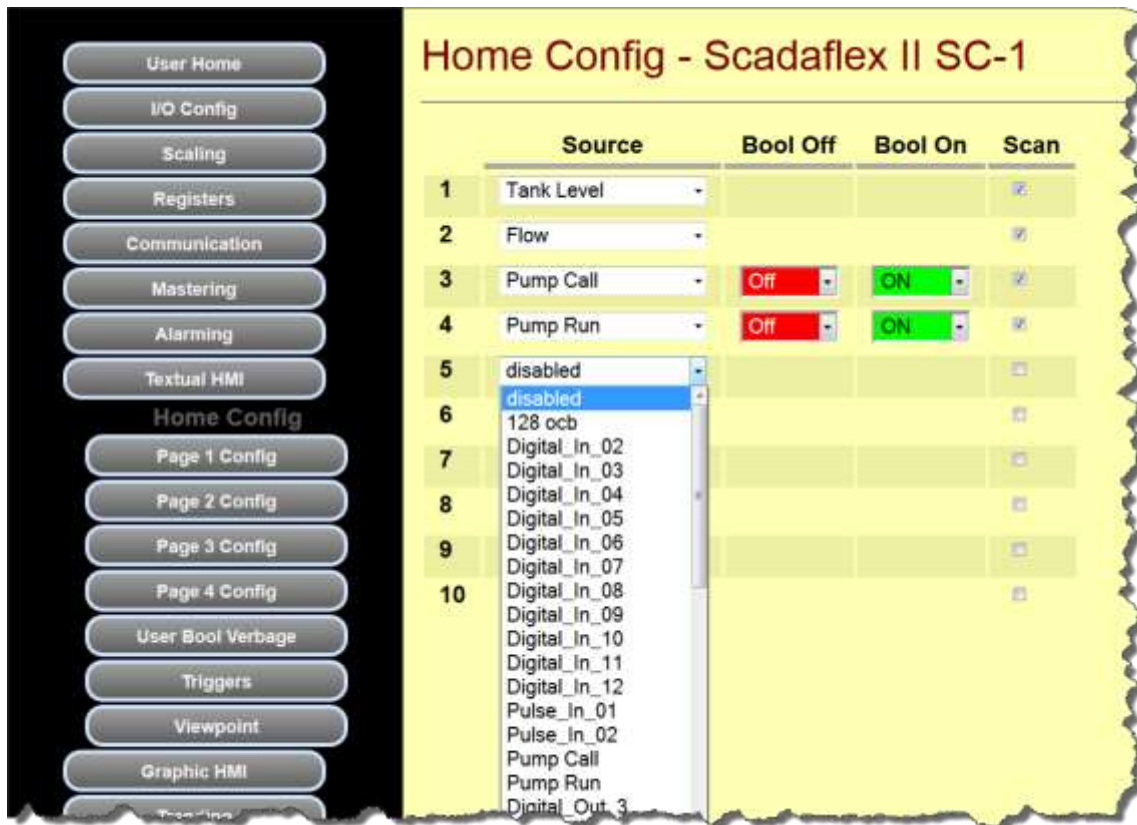 User Home
I/O Config
Scaling
Registers
Communication
Mastering
Alarming
Textual HMI
Home Config
Page 1 Config
Page 2 Config
Page 3 Config
Page 4 Config
User Bool Verbage
Triggers
Viewpoint
Graphic HMI
Trending
Home Config - Scadaflex II SC-1
Source Bool Off Bool On Scan
1 Tank Level
2 Flow
3 Pump Call Off ON
4 Pump Run Off ON
5 disabled
6
7
8
9
10
disabled
128 ocb
Digital_In_02
Digital_In_03
Digital_In_04
Digital_In_05
Digital_In_06
Digital_In_07
Digital_In_08
Digital_In_09
Digital_In_10
Digital_In_11
Digital_In_12
Pulse_In_01
Pulse_In_02
Pump Call
Pump Run
Digital_Out_3